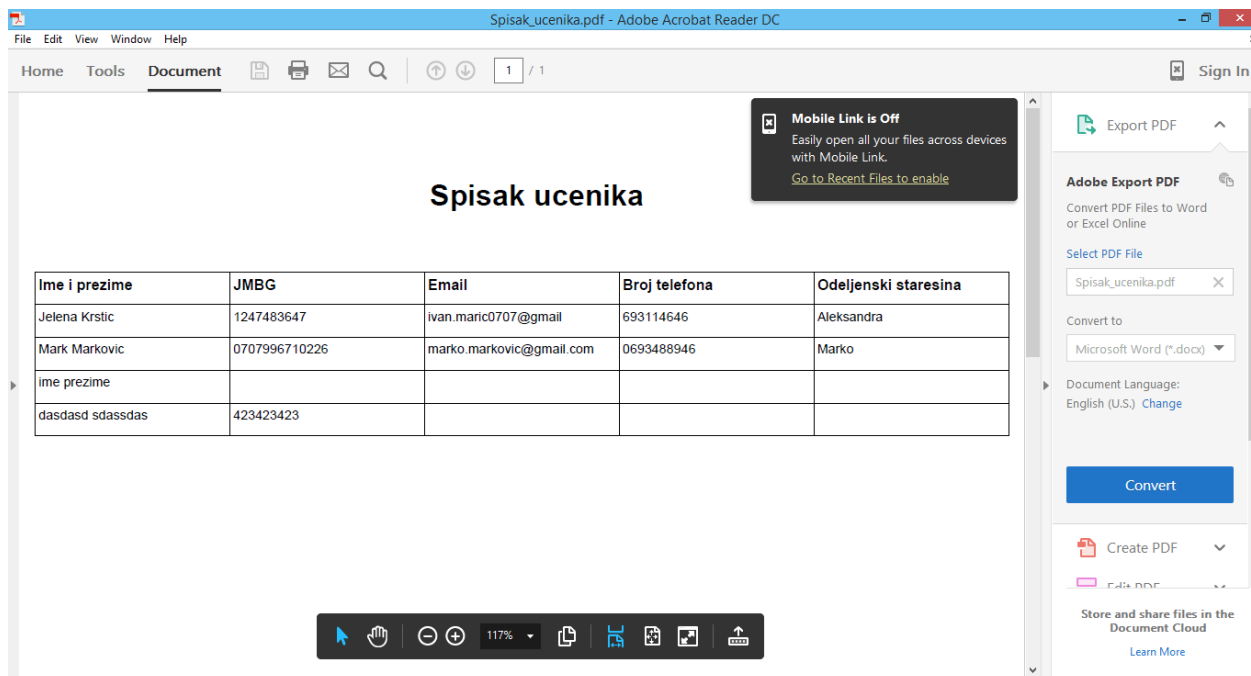 Spisak_ucenika.pdf - Adobe Acrobat Reader DC
File Edit View Window Help
Home Tools Document 1 / 1 Sign In
Mobile Link is Off
Easily open all your files across devices
with Mobile Link.
Go to Recent Files to enable
Spisak ucenika
Ime i prezime JMBG Email Broj telefona Odeljenski staresina
Jelena Krstic 1247483647 ivan.maric0707@gmail 693114646 Aleksandra
Mark Markovic 0707996710226 marko.markovic@gmail.com 0693488946 Marko
ime prezime
dasdasd sdassdas 423423423
117%
Export PDF
Adobe Export PDF
Convert PDF Files to Word
or Excel Online
Select PDF File
Spisak_ucenika.pdf
Convert to
Microsoft Word (*.docx)
Document Language:
English (U.S.) Change
Convert
Create PDF
Edit PDF
Store and share files in the
Document Cloud
Learn More